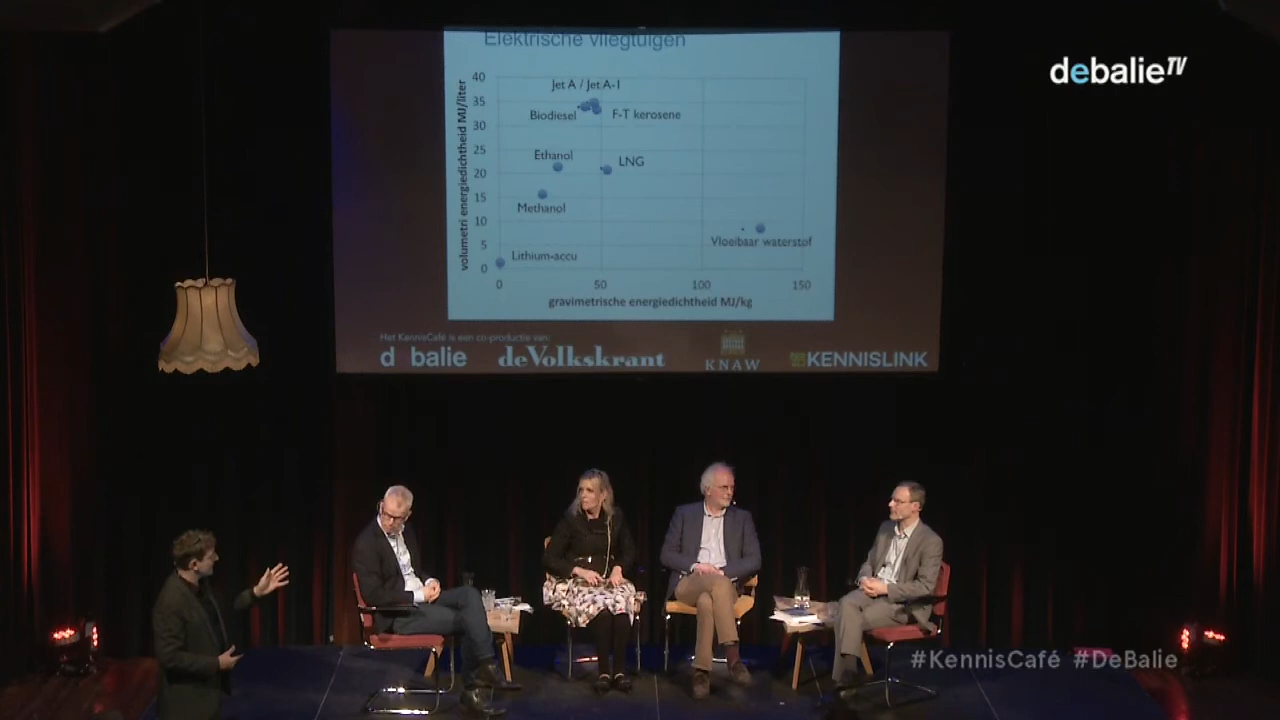 Elektrische vliegtuigen
debalieTV
volumetri energiedichtheid MJ/liter
40
35
30
25
20
15
10
5
0
Jet A / Jet A-1
Biodiesel
F-T kerosene
Ethanol
LNG
Methanol
Vloeibaar waterstof
Lithium-accu
0 50 100 150
gravimetrische energiedichtheid MJ/kg
Het KennisCafé is een co-productie van:
d balie
deVolkskrant
KNAW
KENNISLINK
#KennisCafé #DeBalie